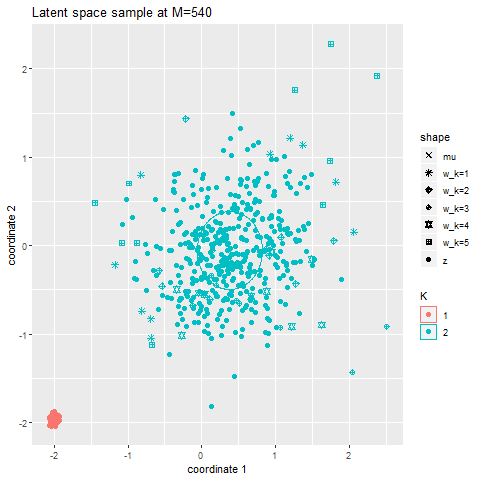 Latent space sample at M=540
2
1
0
-1
-2
coordinate 2
-2
-1
0
1
2
coordinate 1
shape
mu
w_k=1
w_k=2
w_k=3
w_k=4
w_k=5
z
K
1
2